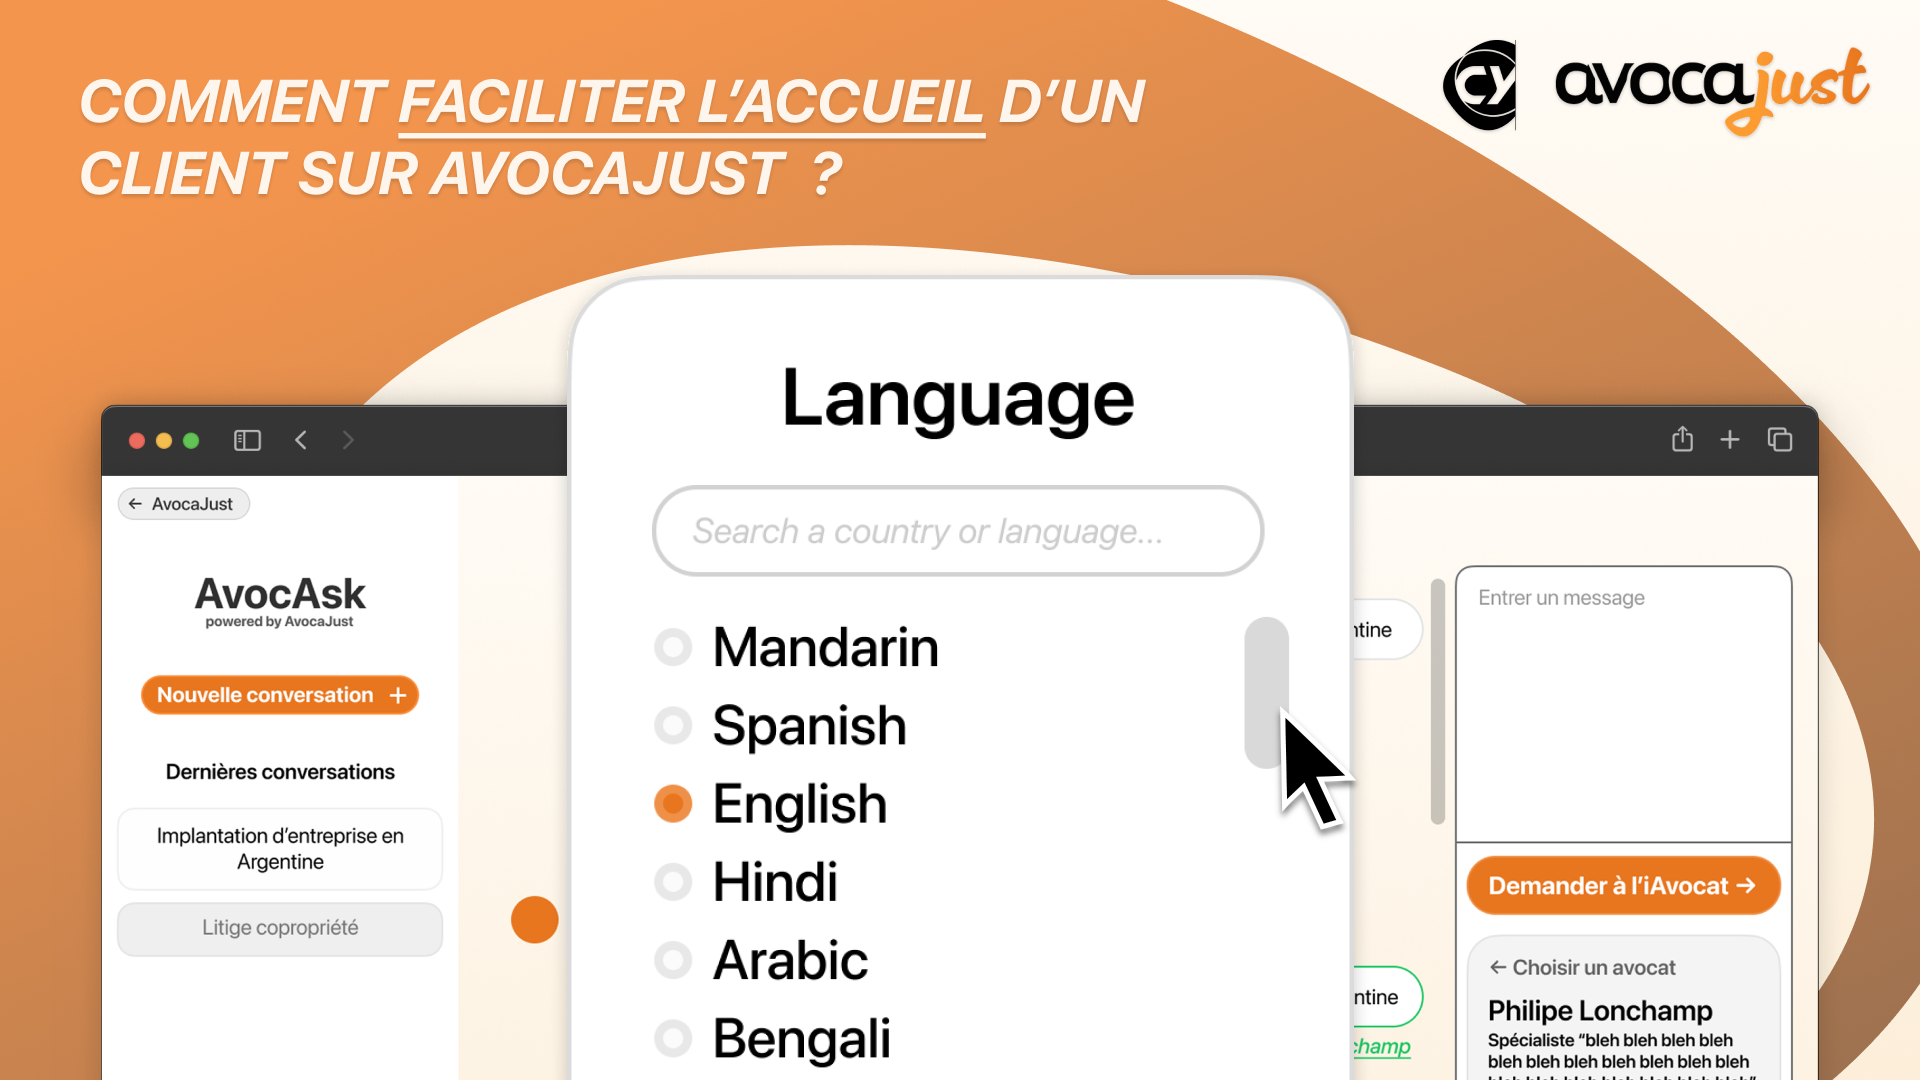 COMMENT FACILITER L’ACCUEIL D’UN
CLIENT SUR AVOCAJUST ?
CY
avocajust
Language
Search a country or language...
Mandarin
Spanish
English
Hindi
Arabic
Bengali
← AvocaJust
AvocAsk
powered by AvocaJust
Nouvelle conversation +
Dernières conversations
Implantation d’entreprise en
Argentine
Litige copropriété
ntine
ntine
champ
Entrer un message
Demander à l’iAvocat →
← Choisir un avocat
Philipe Lonchamp
Spécialiste “bleh bleh bleh bleh
bleh bleh bleh bleh bleh bleh bleh